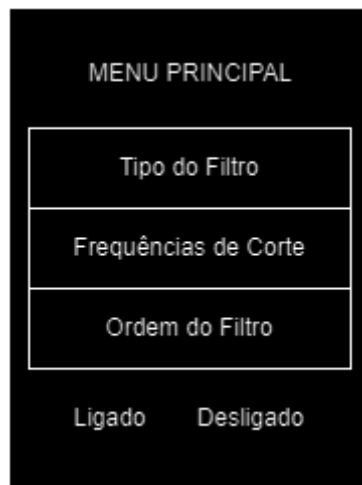 MENU PRINCIPAL
Tipo do Filtro
Frequências de Corte
Ordem do Filtro
Ligado Desligado